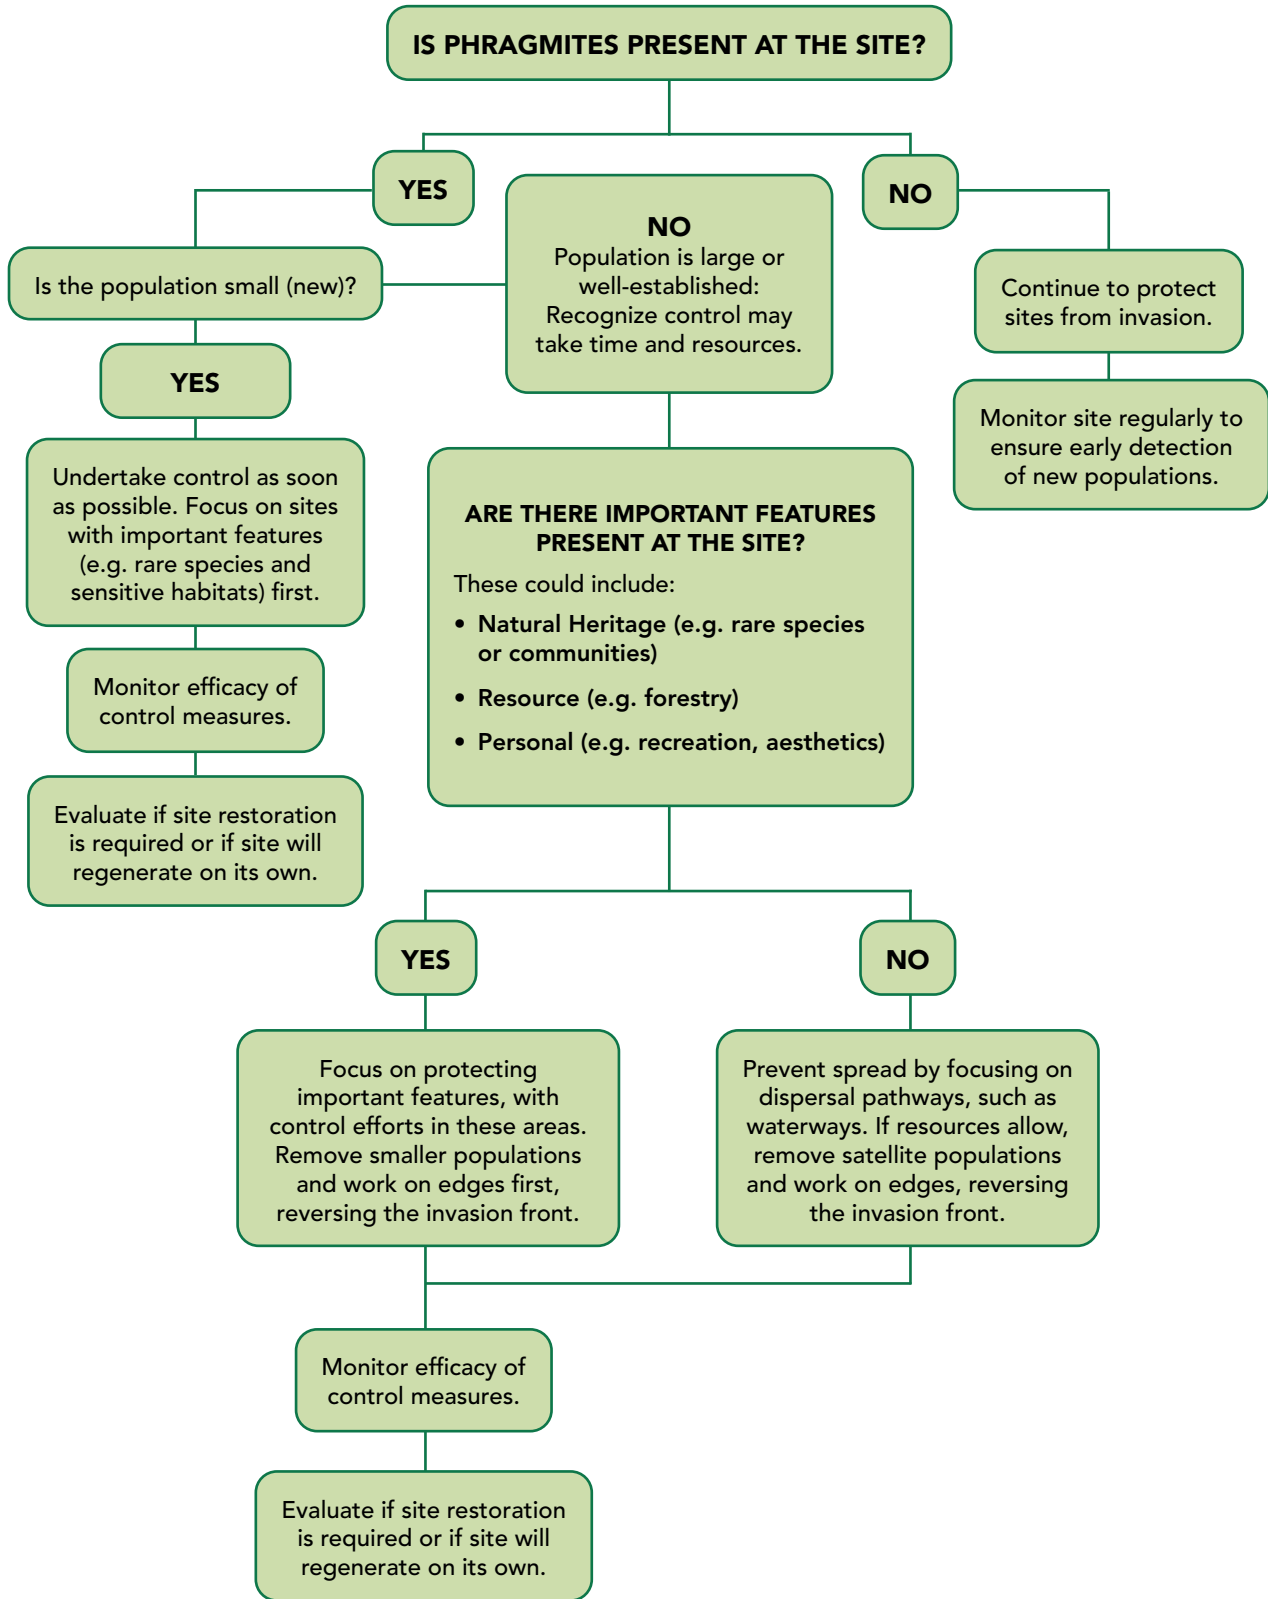 IS PHRAGMITES PRESENT AT THE SITE?
YES
NO
Is the population small (new)?
NO
Population is large or
well-established:
Recognize control may
take time and resources.
Continue to protect
sites from invasion.
Monitor site regularly to
ensure early detection
of new populations.
YES
Undertake control as soon
as possible. Focus on sites
with important features
(e.g. rare species and
sensitive habitats) first.
Monitor efficacy of
control measures.
Evaluate if site restoration
is required or if site will
regenerate on its own.
ARE THERE IMPORTANT FEATURES
PRESENT AT THE SITE?
These could include:
• Natural Heritage (e.g. rare species
or communities)
• Resource (e.g. forestry)
• Personal (e.g. recreation, aesthetics)
YES
NO
Focus on protecting
important features, with
control efforts in these areas.
Remove smaller populations
and work on edges first,
reversing the invasion front.
Prevent spread by focusing on
dispersal pathways, such as
waterways. If resources allow,
remove satellite populations
and work on edges, reversing
the invasion front.
Monitor efficacy of
control measures.
Evaluate if site restoration
is required or if site will
regenerate on its own.